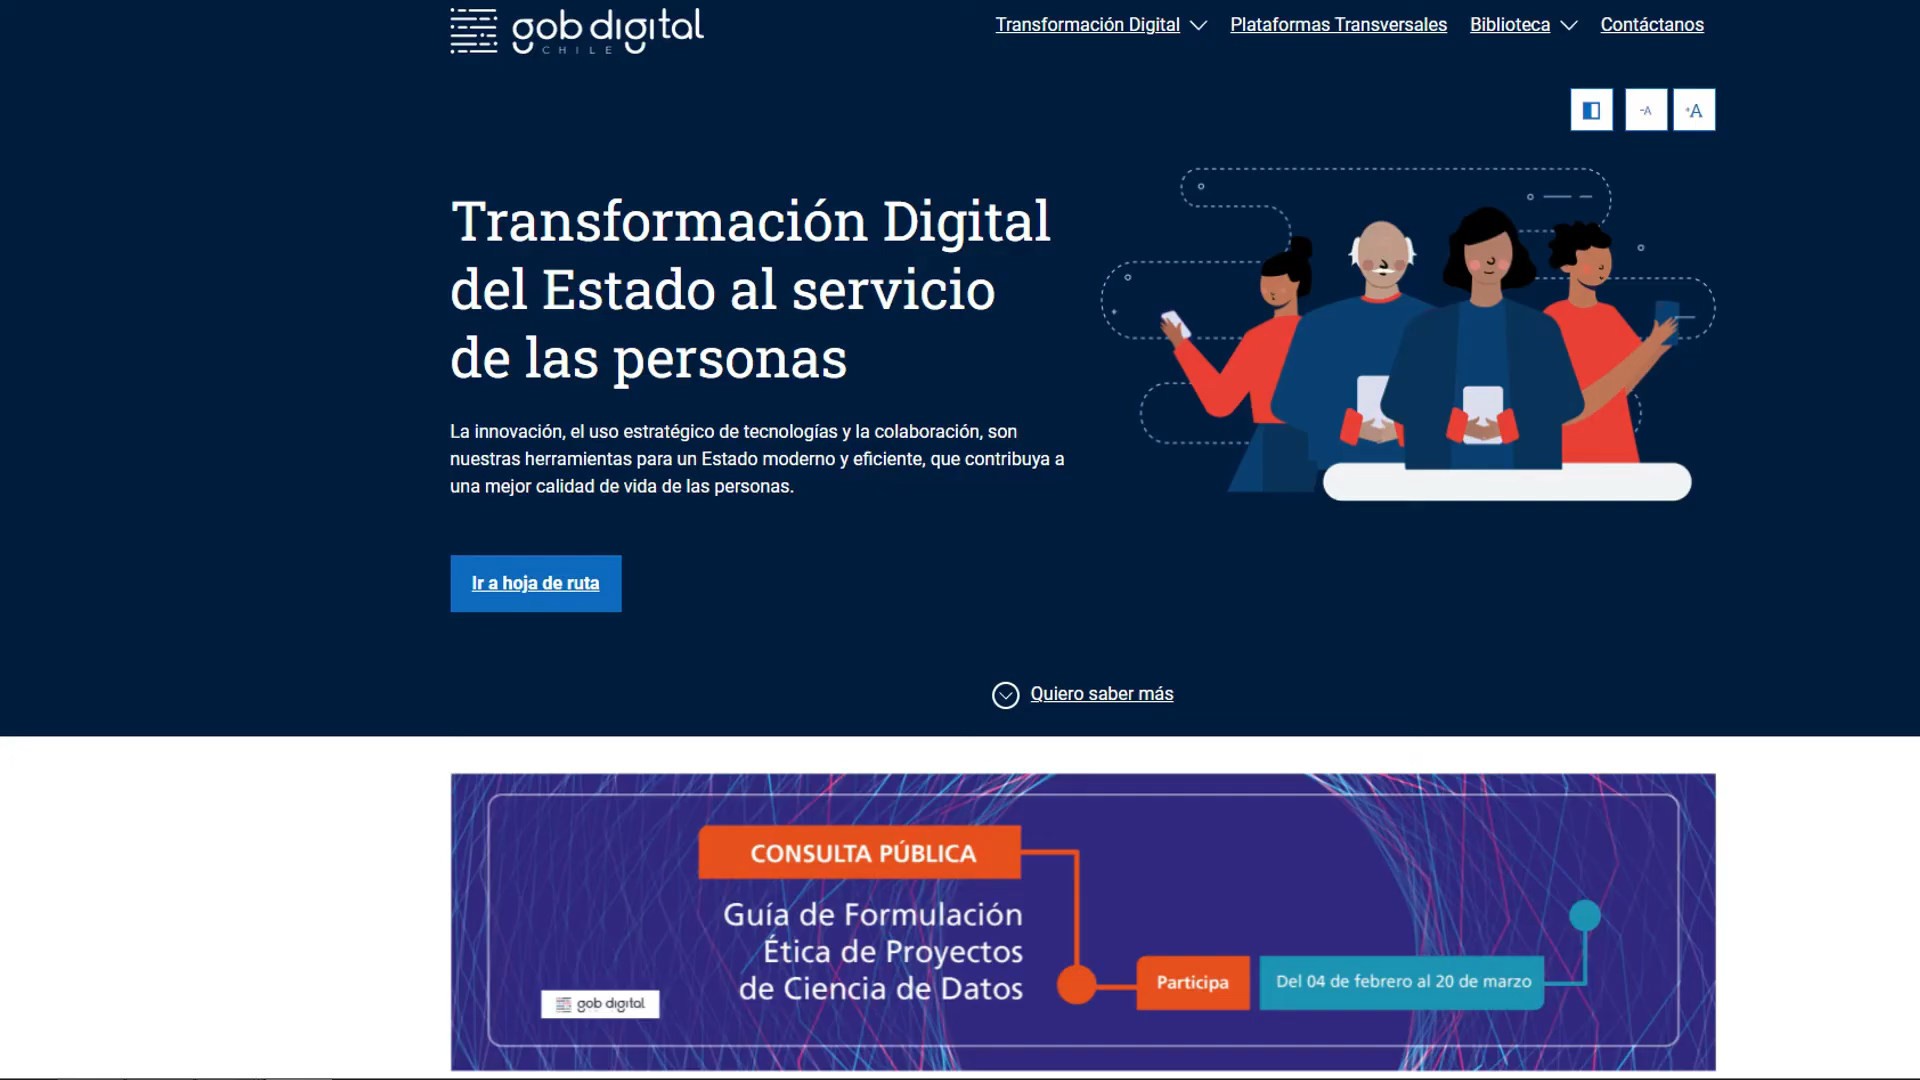 gob digital
CHILE
Transformación Digital
Plataformas Transversales
Biblioteca
Contáctanos
-A
+A
Transformación Digital
del Estado al servicio
de las personas
La innovación, el uso estratégico de tecnologías y la colaboración, son
nuestras herramientas para un Estado moderno y eficiente, que contribuya a
una mejor calidad de vida de las personas.
Ir a hoja de ruta
Quiero saber más
CONSULTA PÚBLICA
Guía de Formulación
Ética de Proyectos
de Ciencia de Datos
Participa
Del 04 de febrero al 20 de marzo
gob digital